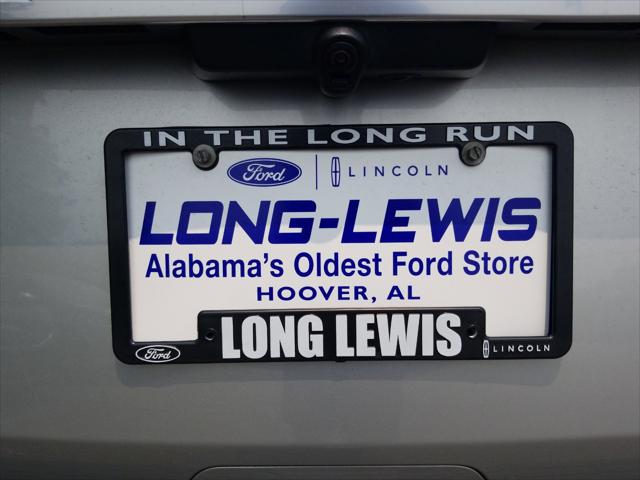 IN THE LONG RUN
Ford LINCOLN
LONG-LEWIS
Alabama's Oldest Ford Store
HOOVER, AL
LONG LEWIS
Ford LINCOLN